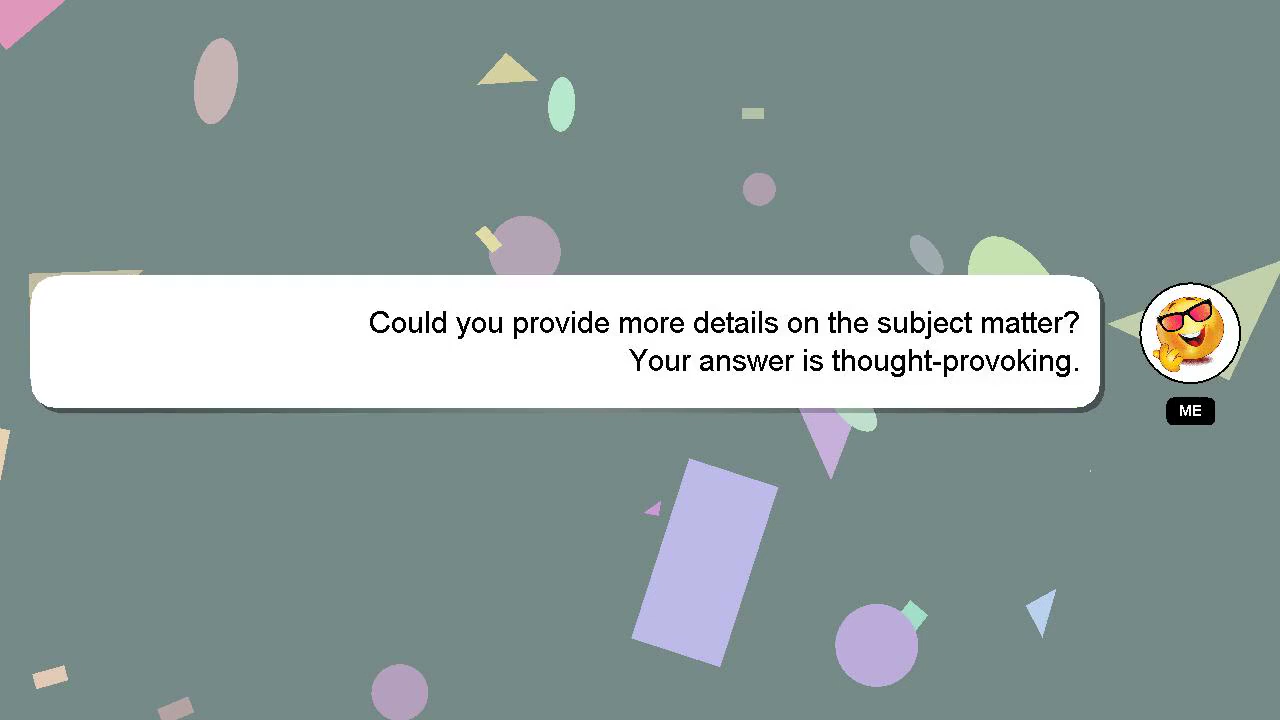 Could you provide more details on the subject matter?
Your answer is thought-provoking.
ME